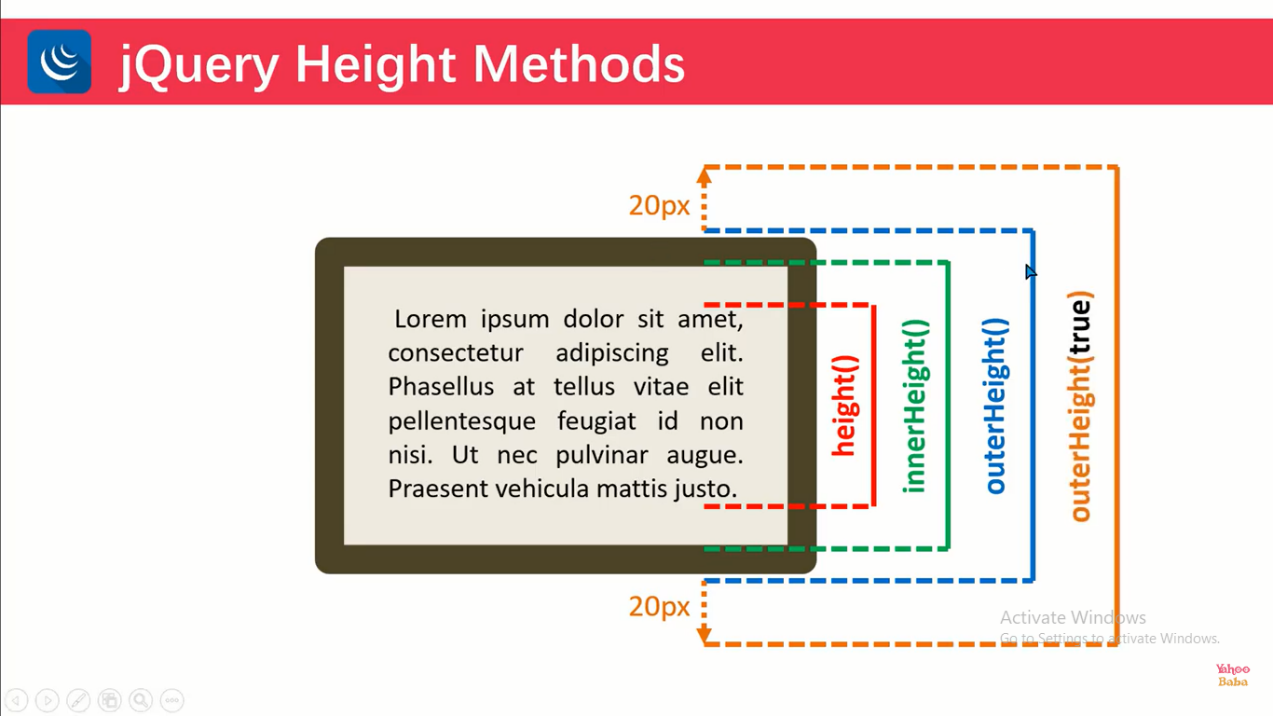 jQuery Height Methods
20px
Lorem ipsum dolor sit amet,
consectetur adipiscing elit.
Phasellus at tellus vitae elit
pellentesque feugiat id non
nisi. Ut nec pulvinar augue.
Praesent vehicula mattis justo.
height()
innerHeight()
outerHeight()
outerHeight(true)
20px
Activate Windows
Go to Settings to activate Windows.
Yahoo
Baba